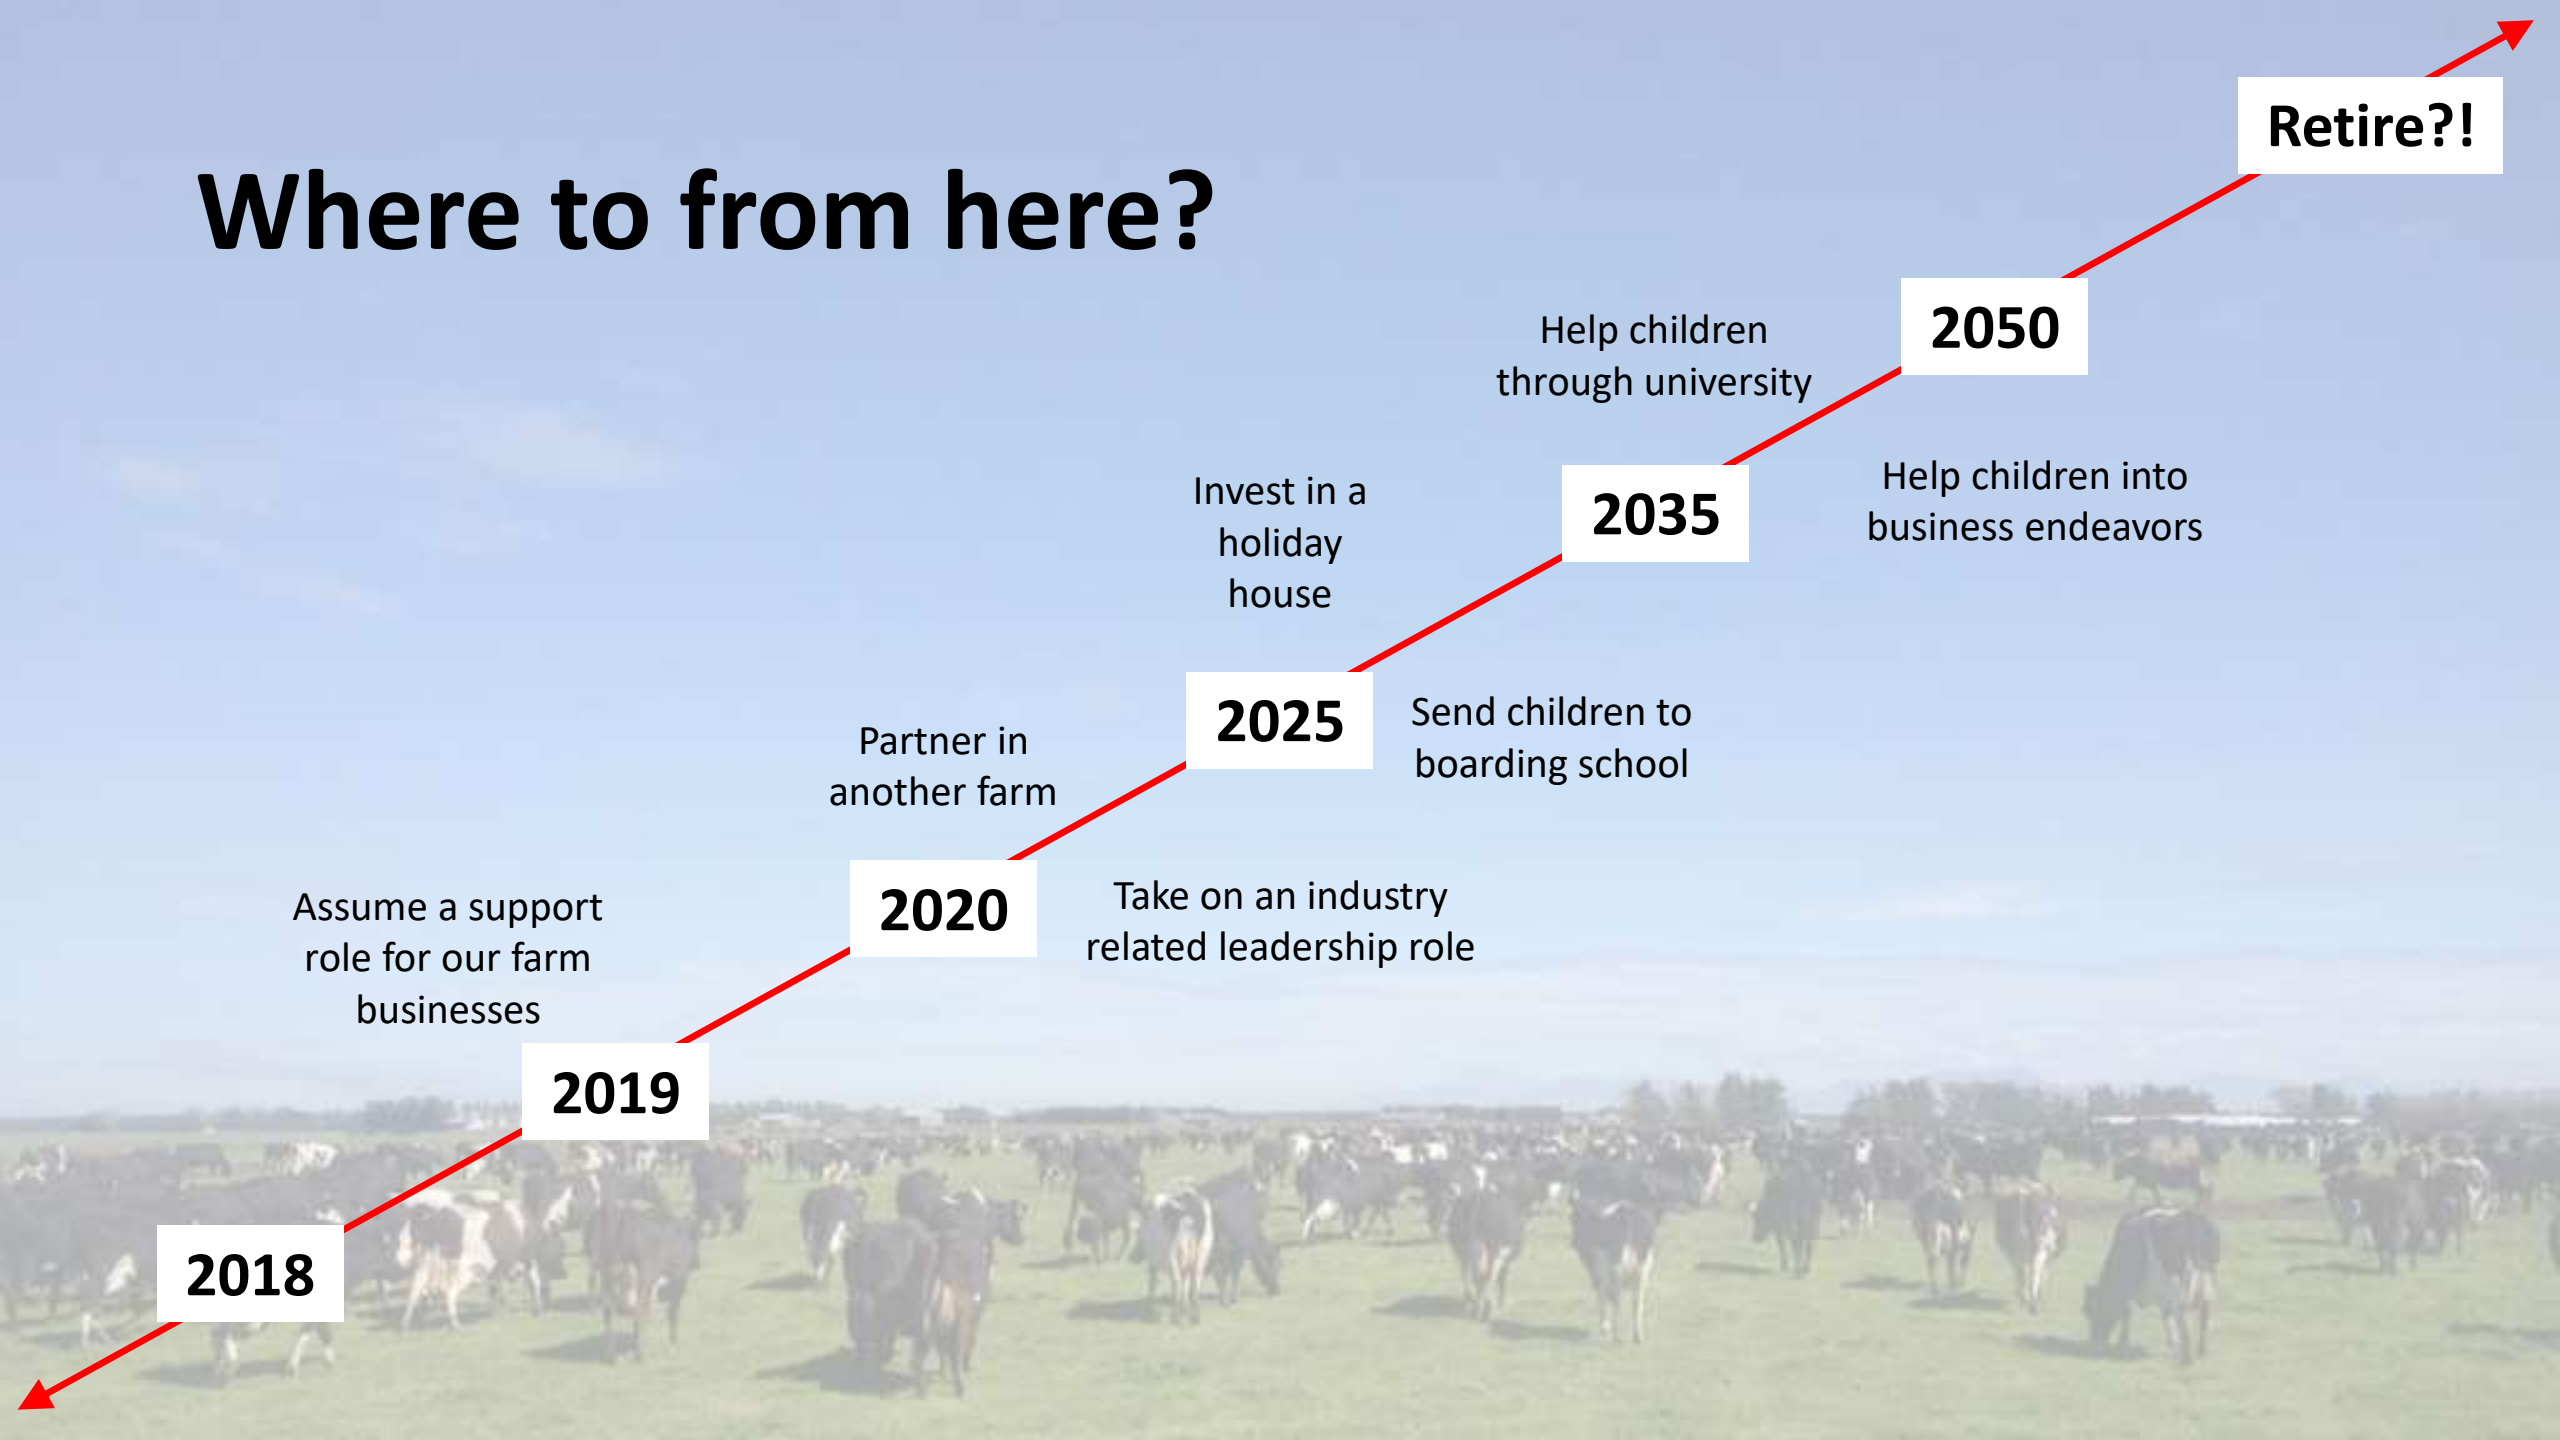 Where to from here?
Retire?!
2050
Help children
through university
Help children into
business endeavors
2035
Invest in a
holiday
house
2025
Send children to
boarding school
Partner in
another farm
2020
Take on an industry
related leadership role
Assume a support
role for our farm
businesses
2019
2018